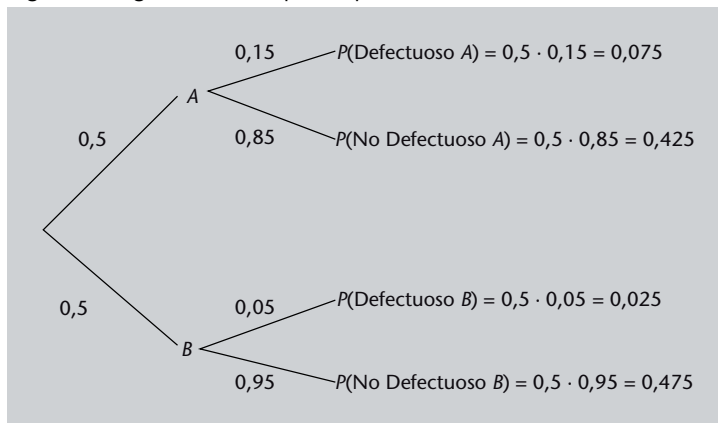 0,15 P(Defectuoso A) = 0,5 · 0,15 = 0,075
A
0,5
0,85 P(No Defectuoso A) = 0,5 · 0,85 = 0,425
0,5
0,05 P(Defectuoso B) = 0,5 · 0,05 = 0,025
B
0,95 P(No Defectuoso B) = 0,5 · 0,95 = 0,475